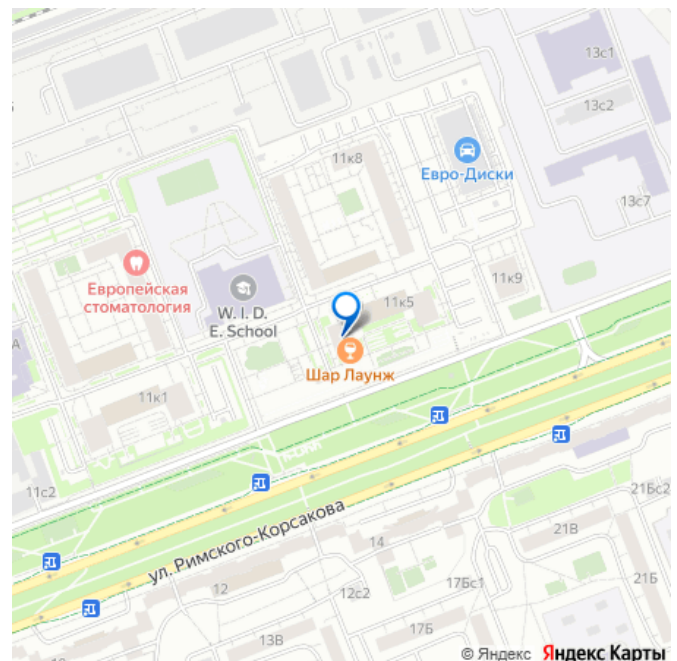 13с1
13с2
11к8
Евро-Диски
13с7
Европейская
стоматология
11к9
W. I. D.
E. School
11к5
Шар Лаунж
11к1
11с2
21Бс2
ул. Римского-Корсакова
14
21В
12
12с2
17Бс1
21Б
13В
17Б
© Яндекс Яндекс Карты